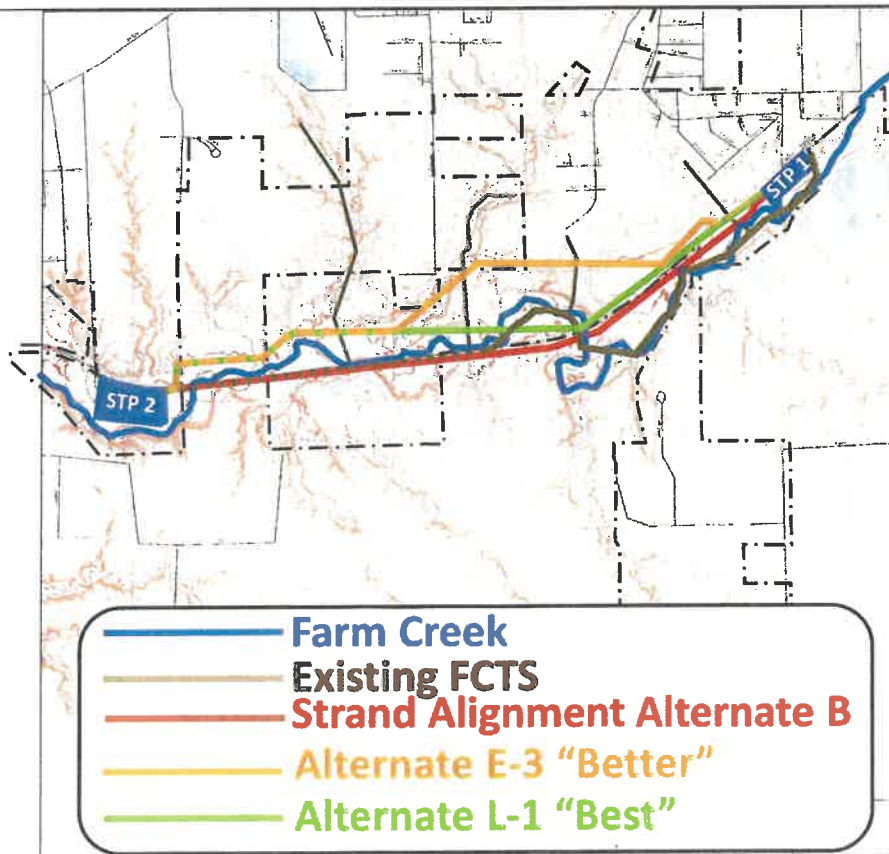 STP 1
STP 2
Farm Creek
Existing FCTS
Strand Alignment Alternate B
Alternate E-3 “Better”
Alternate L-1 “Best”